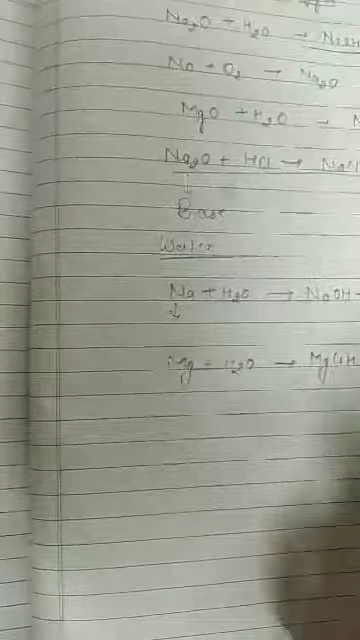 Na₂O + H₂O → NaOH
Na + O₂ → Na₂O
MgO + H₂O →
Na₂O + HCl → NaCl
↓
Base
Water
Na + H₂O → NaOH +
↓
Mg + H₂O → Mg(OH